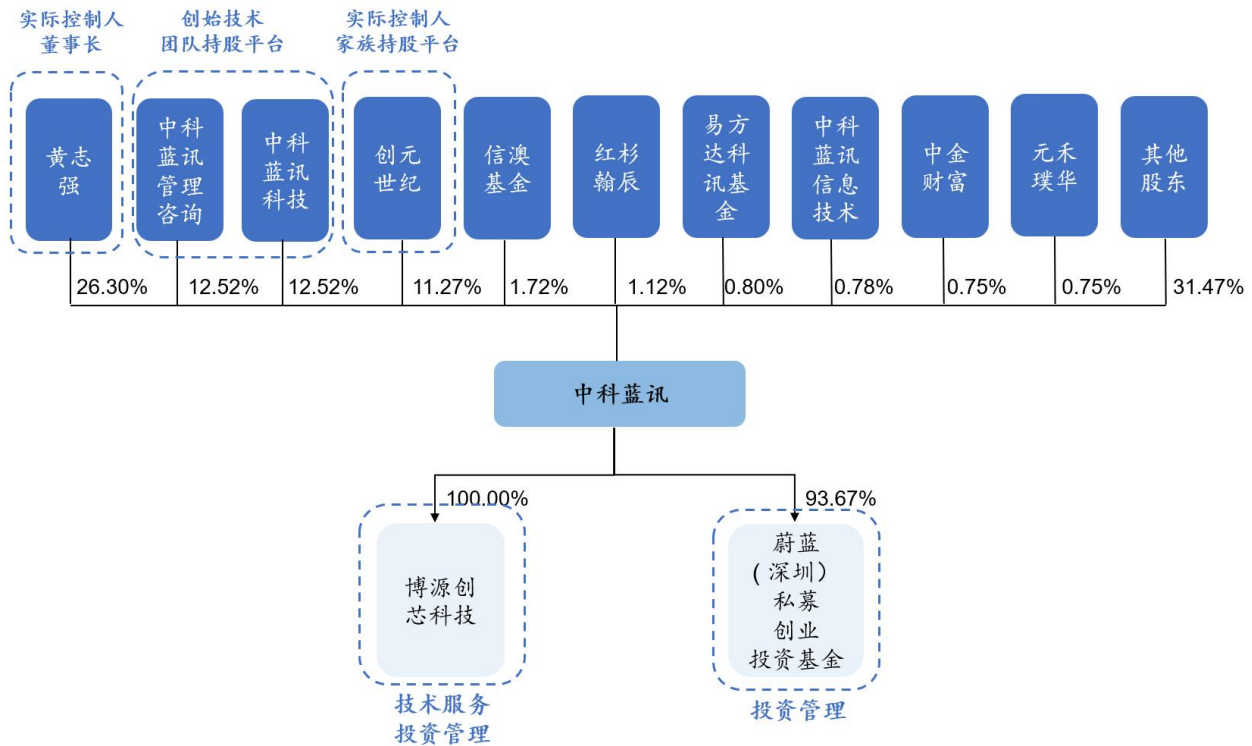 实际控制人
董事长
创始技术
团队持股平台
实际控制人
家族持股平台
黄志
强
中科
蓝讯
管理
咨询
中科
蓝讯
科技
创元
世纪
信澳
基金
红杉
翰辰
易方
达科
讯基
金
中科
蓝讯
信息
技术
中金
财富
元禾
璞华
其他
股东
26.30%
12.52%
12.52%
11.27%
1.72%
1.12%
0.80%
0.78%
0.75%
0.75%
31.47%
中科蓝讯
100.00%
93.67%
博源创
芯科技
蔚蓝
(深圳）
私募
创业
投资基金
技术服务
投资管理
投资管理